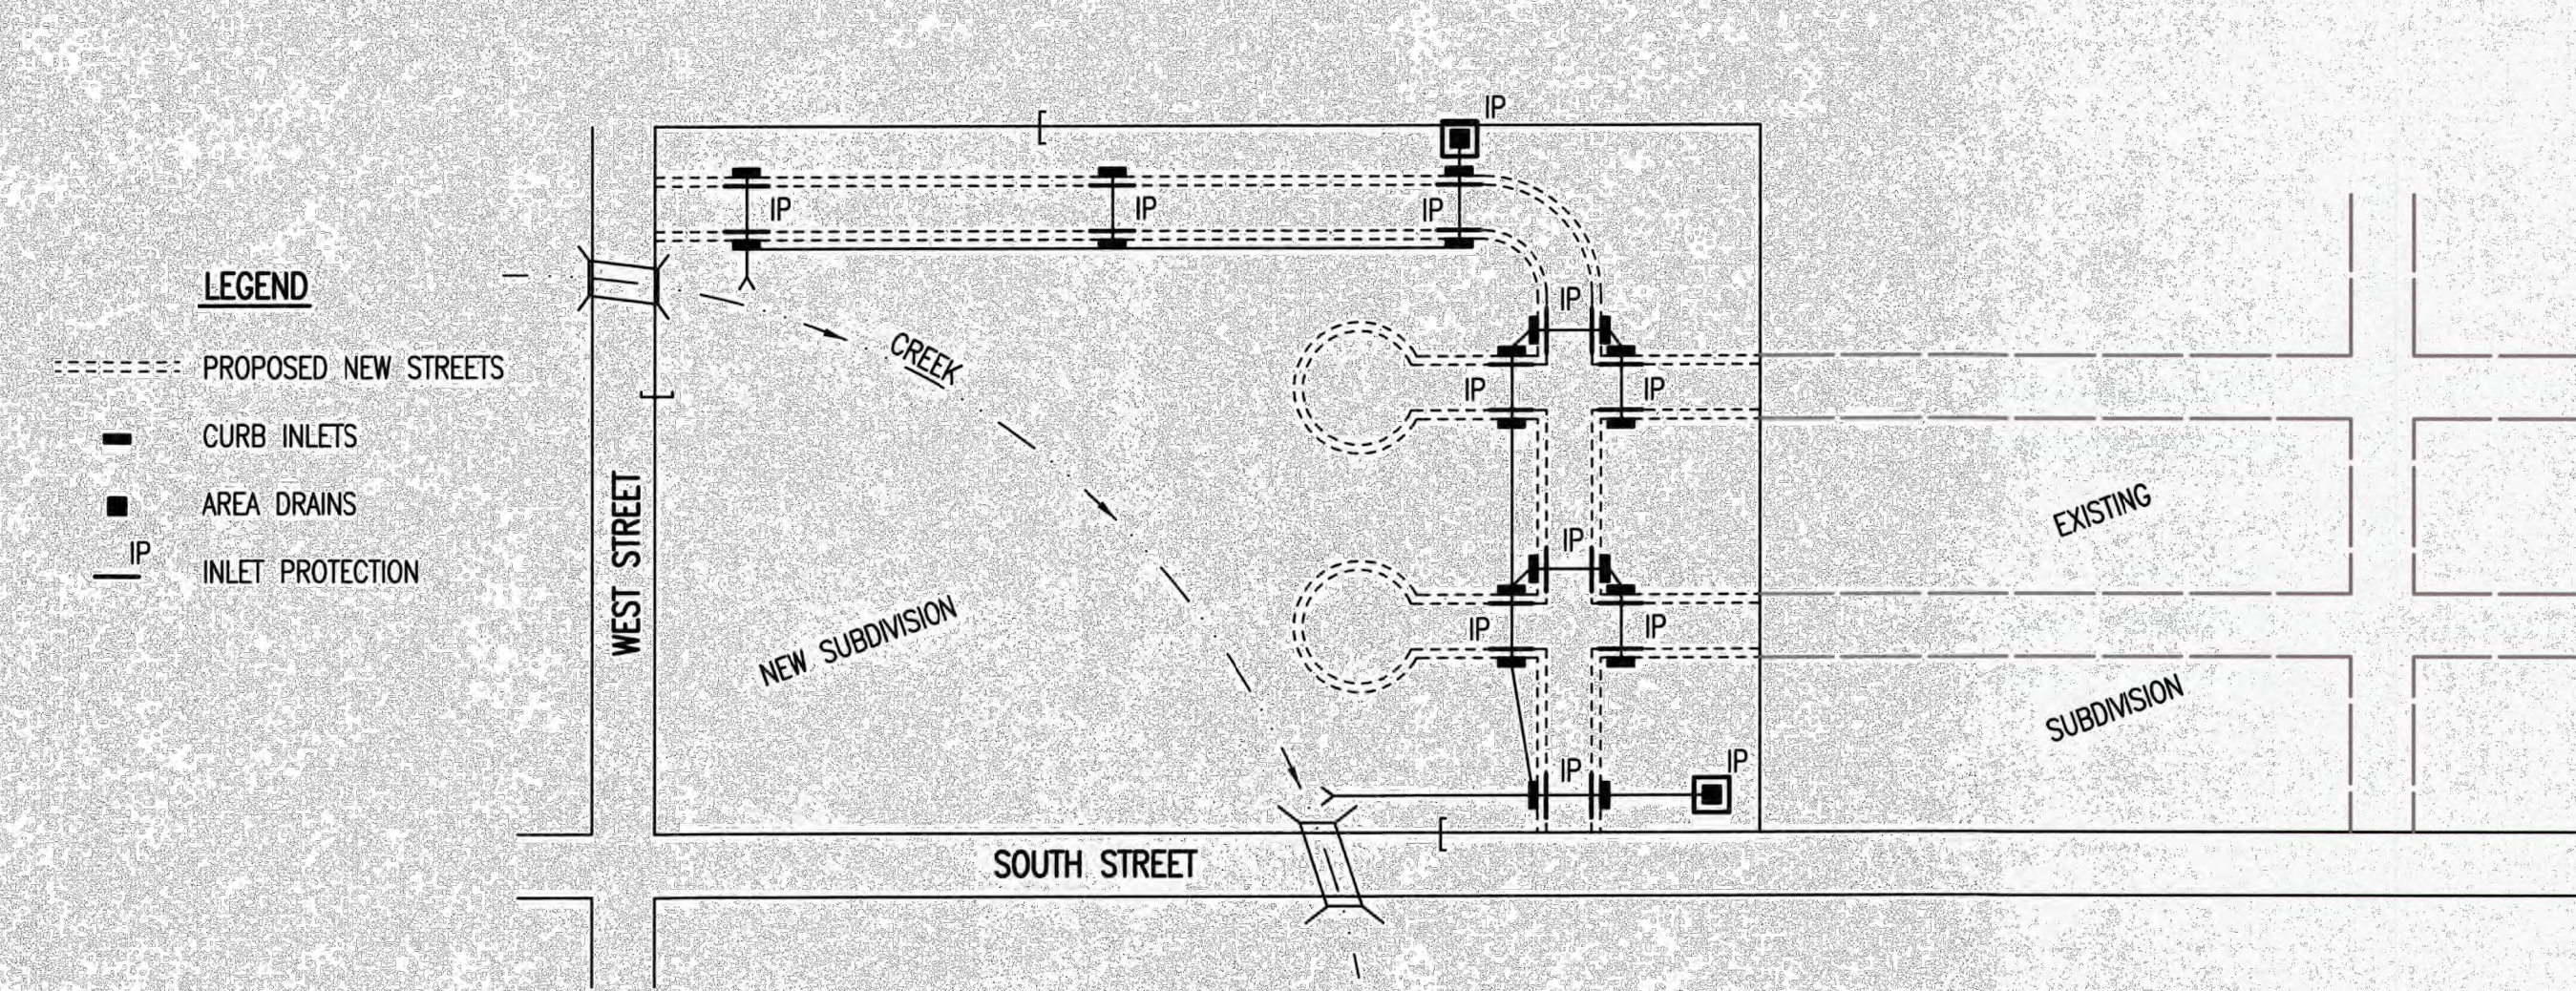 LEGEND
PROPOSED NEW STREETS
CURB INLETS
AREA DRAINS
IP
INLET PROTECTION
WEST STREET
IP
IP
IP
IP
CREEK
IP
IP
IP
NEW SUBDIVISION
IP
IP
IP
IP
IP
SOUTH STREET
EXISTING
SUBDIVISION